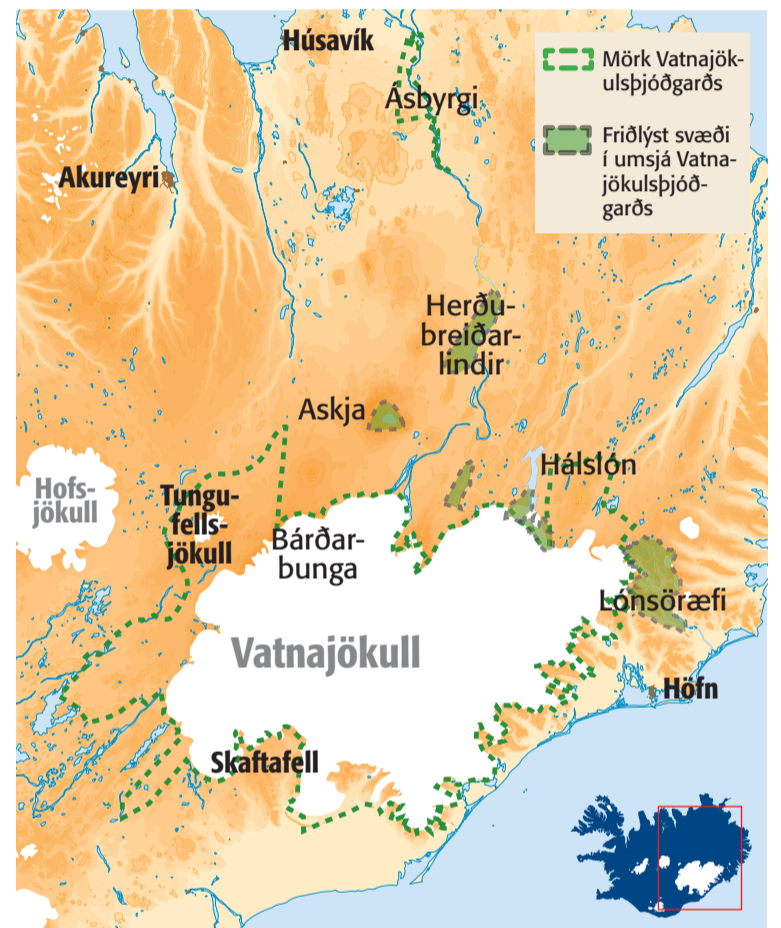 Húsavík
Mörk Vatnajök-
ulsþjóðgarðs
Ásbyrgi
Friðlýst svæði
í umsjá Vatna-
jökulsþjóð-
garðs
Akureyri
Herðu-
breiðar-
lindir
Askja
Hálslón
Hofs-
jökull
Tungu-
fells-
jökull
Bárðar-
bunga
Lónsöræfi
Vatnajökull
Höfn
Skaftafell